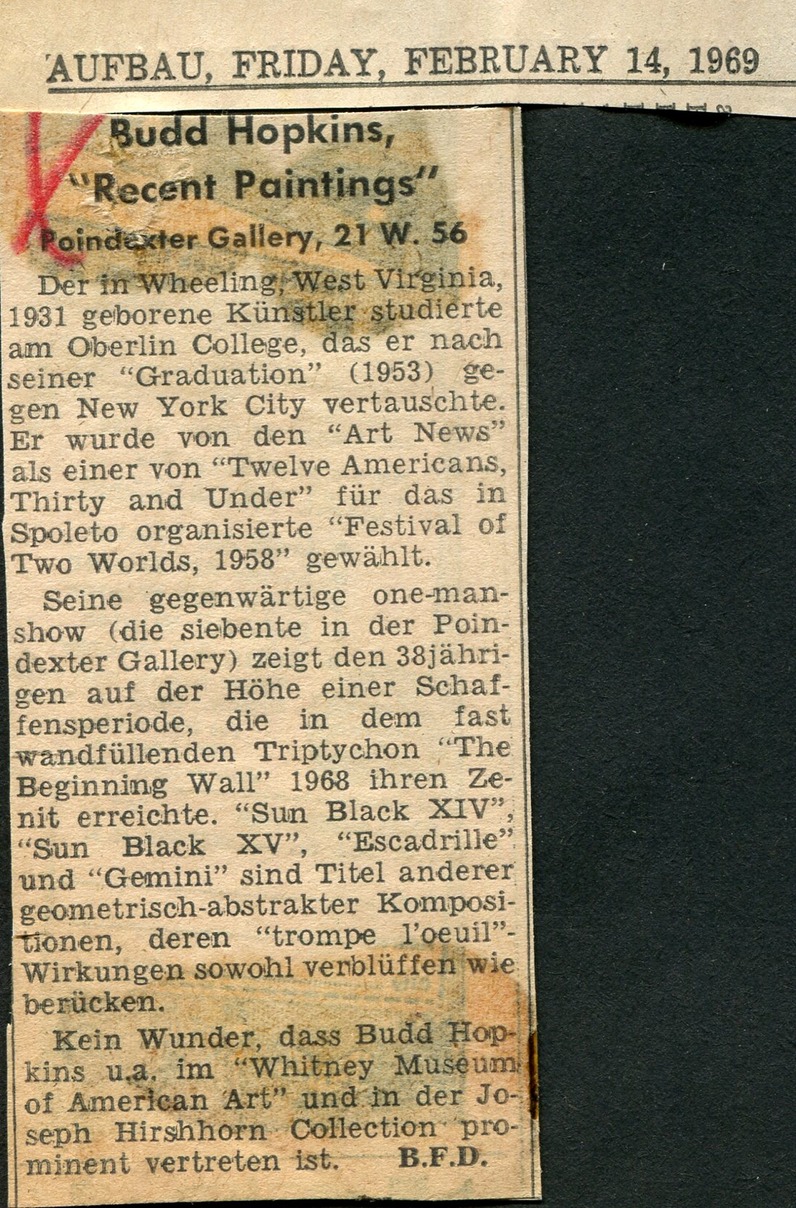 AUFBAU, FRIDAY, FEBRUARY 14, 1969
Budd Hopkins,
"Recent Paintings"
Poindexter Gallery, 21 W. 56
Der in Wheeling, West Virginia,
1931 geborene Künstler studierte
am Oberlin College, das er nach
seiner "Graduation" (1953) ge-
gen New York City vertauschte.
Er wurde von den "Art News"
als einer von "Twelve Americans,
Thirty and Under" für das in
Spoleto organisierte "Festival of
Two Worlds, 1958" gewählt.
Seine gegenwärtige one-man-
show (die siebente in der Poin-
dexter Gallery) zeigt den 38jähri-
gen auf der Höhe einer Schaf-
fensperiode, die in dem fast
wandfüllenden Triptychon "The
Beginning Wall" 1968 ihren Ze-
nit erreichte. "Sun Black XIV",
"Sun Black XV", "Escadrille"
und "Gemini" sind Titel anderer
geometrisch-abstrakter Komposi-
tionen, deren "trompe l'oeuil"-
Wirkungen sowohl verblüffen wie
berücken.
Kein Wunder, dass Budd Hop-
kins u.a. im "Whitney Museum
of American Art" und in der Jo-
seph Hirshhorn Collection pro-
minent vertreten ist. B.F.D.